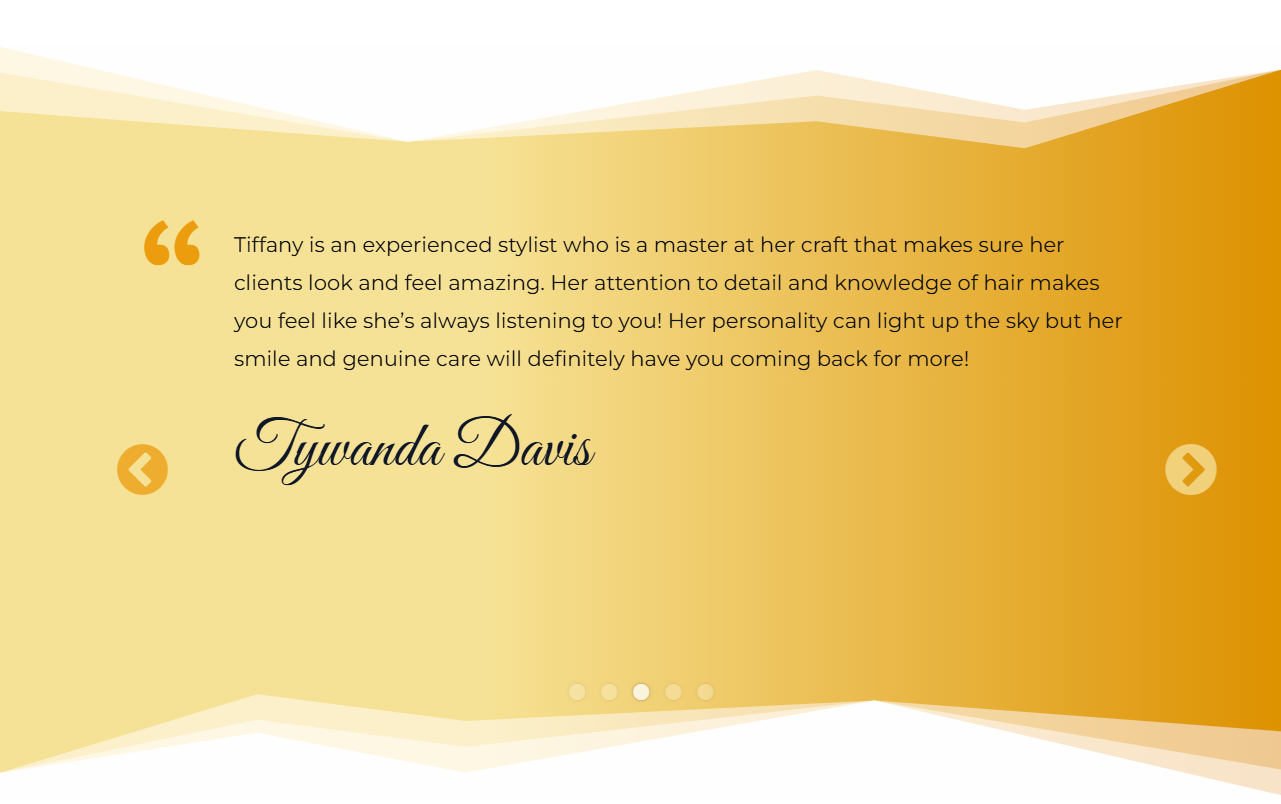 “
Tiffany is an experienced stylist who is a master at her craft that makes sure her
clients look and feel amazing. Her attention to detail and knowledge of hair makes
you feel like she’s always listening to you! Her personality can light up the sky but her
smile and genuine care will definitely have you coming back for more!
Tywanda Davis